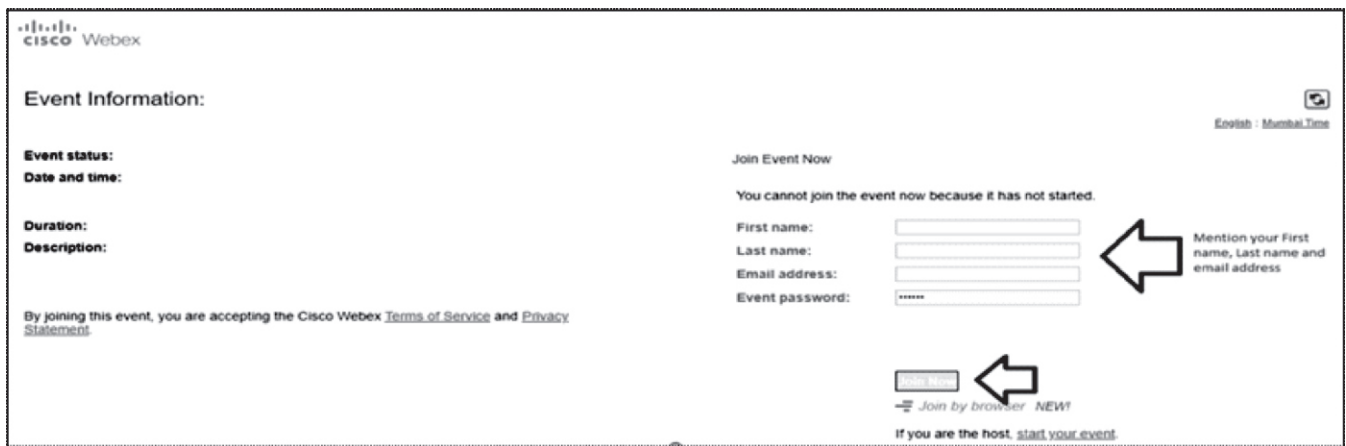 CISCO Webex
Event Information:
English : Mumbai Time
Event status:
Date and time:
Duration:
Description:
By joining this event, you are accepting the Cisco Webex Terms of Service and Privacy
Statement.
Join Event Now
You cannot join the event now because it has not started.
First name:
Last name:
Email address:
Event password:
Mention your First
name, Last name and
email address
Join Now
Join by browser NEW!
If you are the host, start your event.